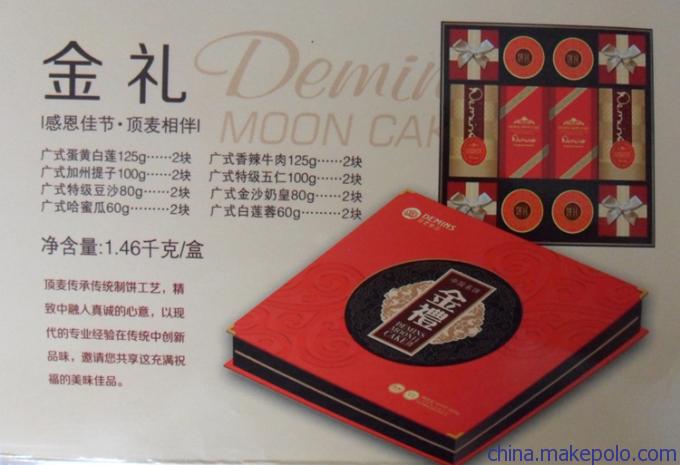 金礼
Demins
MOON CAK
|感恩佳节·顶麦相伴|
广式蛋黄白莲125g······2块
广式加州提子100g······2块
广式特级豆沙80g······2块
广式哈蜜瓜60g······2块
广式香辣牛肉125g······2块
广式特级五仁100g······2块
广式金沙奶皇80g······2块
广式白莲蓉60g······2块
净含量:1.46千克/盒
顶麦传承传统制饼工艺，精
致中融入真诚的心意，以现
代的专业经验在传统中创新
品味，邀请您共享这充满祝
福的美味佳品。
DEMINS
金禮
DEMINS
MOONE
CAKE
china.makepolo.com